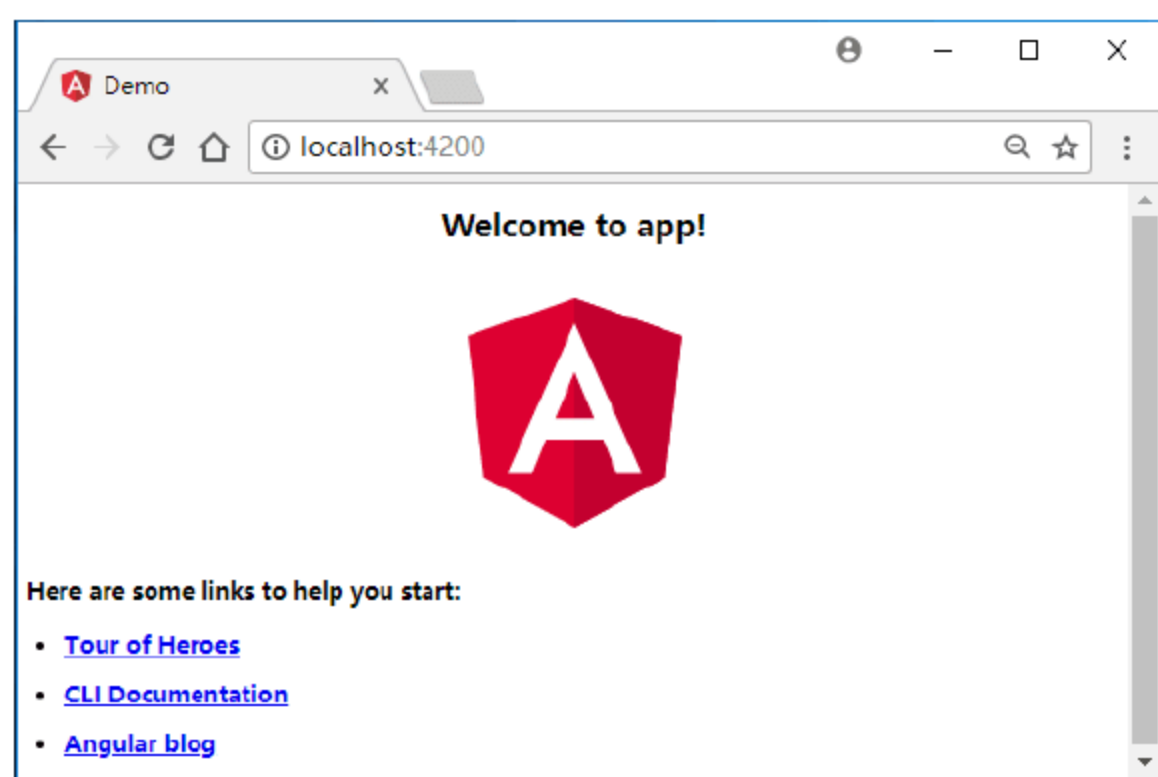 Demo
localhost:4200
Welcome to app!
A
Here are some links to help you start:
Tour of Heroes
CLI Documentation
Angular blog